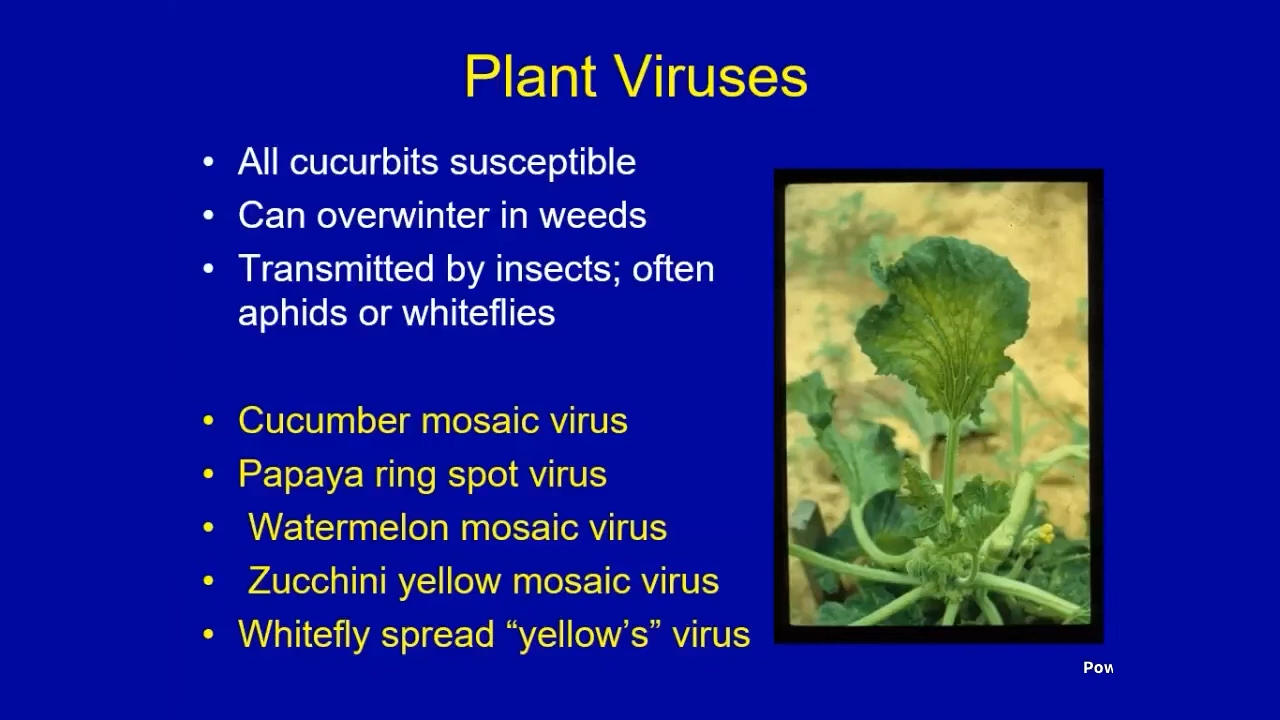 Plant Viruses
• All cucurbits susceptible
• Can overwinter in weeds
• Transmitted by insects; often
aphids or whiteflies
• Cucumber mosaic virus
• Papaya ring spot virus
• Watermelon mosaic virus
• Zucchini yellow mosaic virus
• Whitefly spread “yellow’s” virus